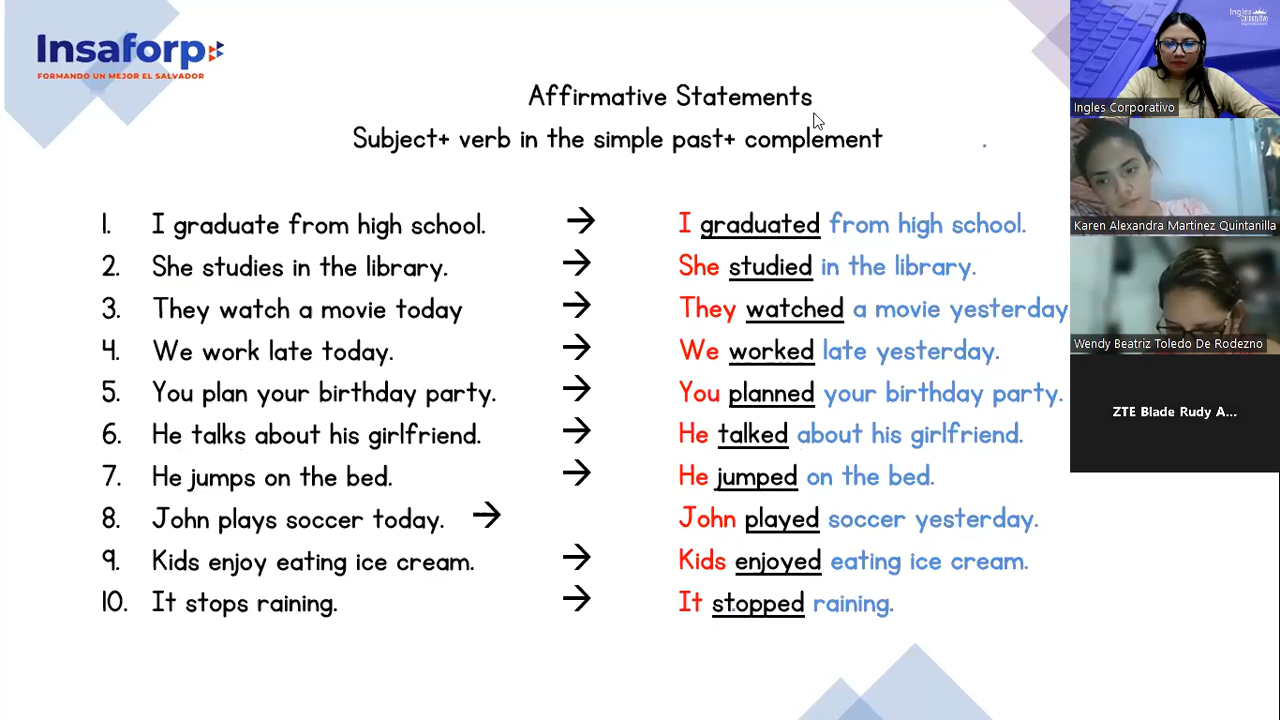 Insaforp
FORMANDO UN MEJOR EL SALVADOR
Affirmative Statements
Subject+ verb in the simple past+ complement .
1. I graduate from high school. → I graduated from high school.
2. She studies in the library. → She studied in the library.
3. They watch a movie today → They watched a movie yesterday.
4. We work late today. → We worked late yesterday.
5. You plan your birthday party. → You planned your birthday party.
6. He talks about his girlfriend. → He talked about his girlfriend.
7. He jumps on the bed. → He jumped on the bed.
8. John plays soccer today. → John played soccer yesterday.
9. Kids enjoy eating ice cream. → Kids enjoyed eating ice cream.
10. It stops raining. → It stopped raining.
Ingles
Corporativo
Ingles Corporativo
Karen Alexandra Martinez Quintanilla
Wendy Beatriz Toledo De Rodezno
ZTE Blade Rudy A...